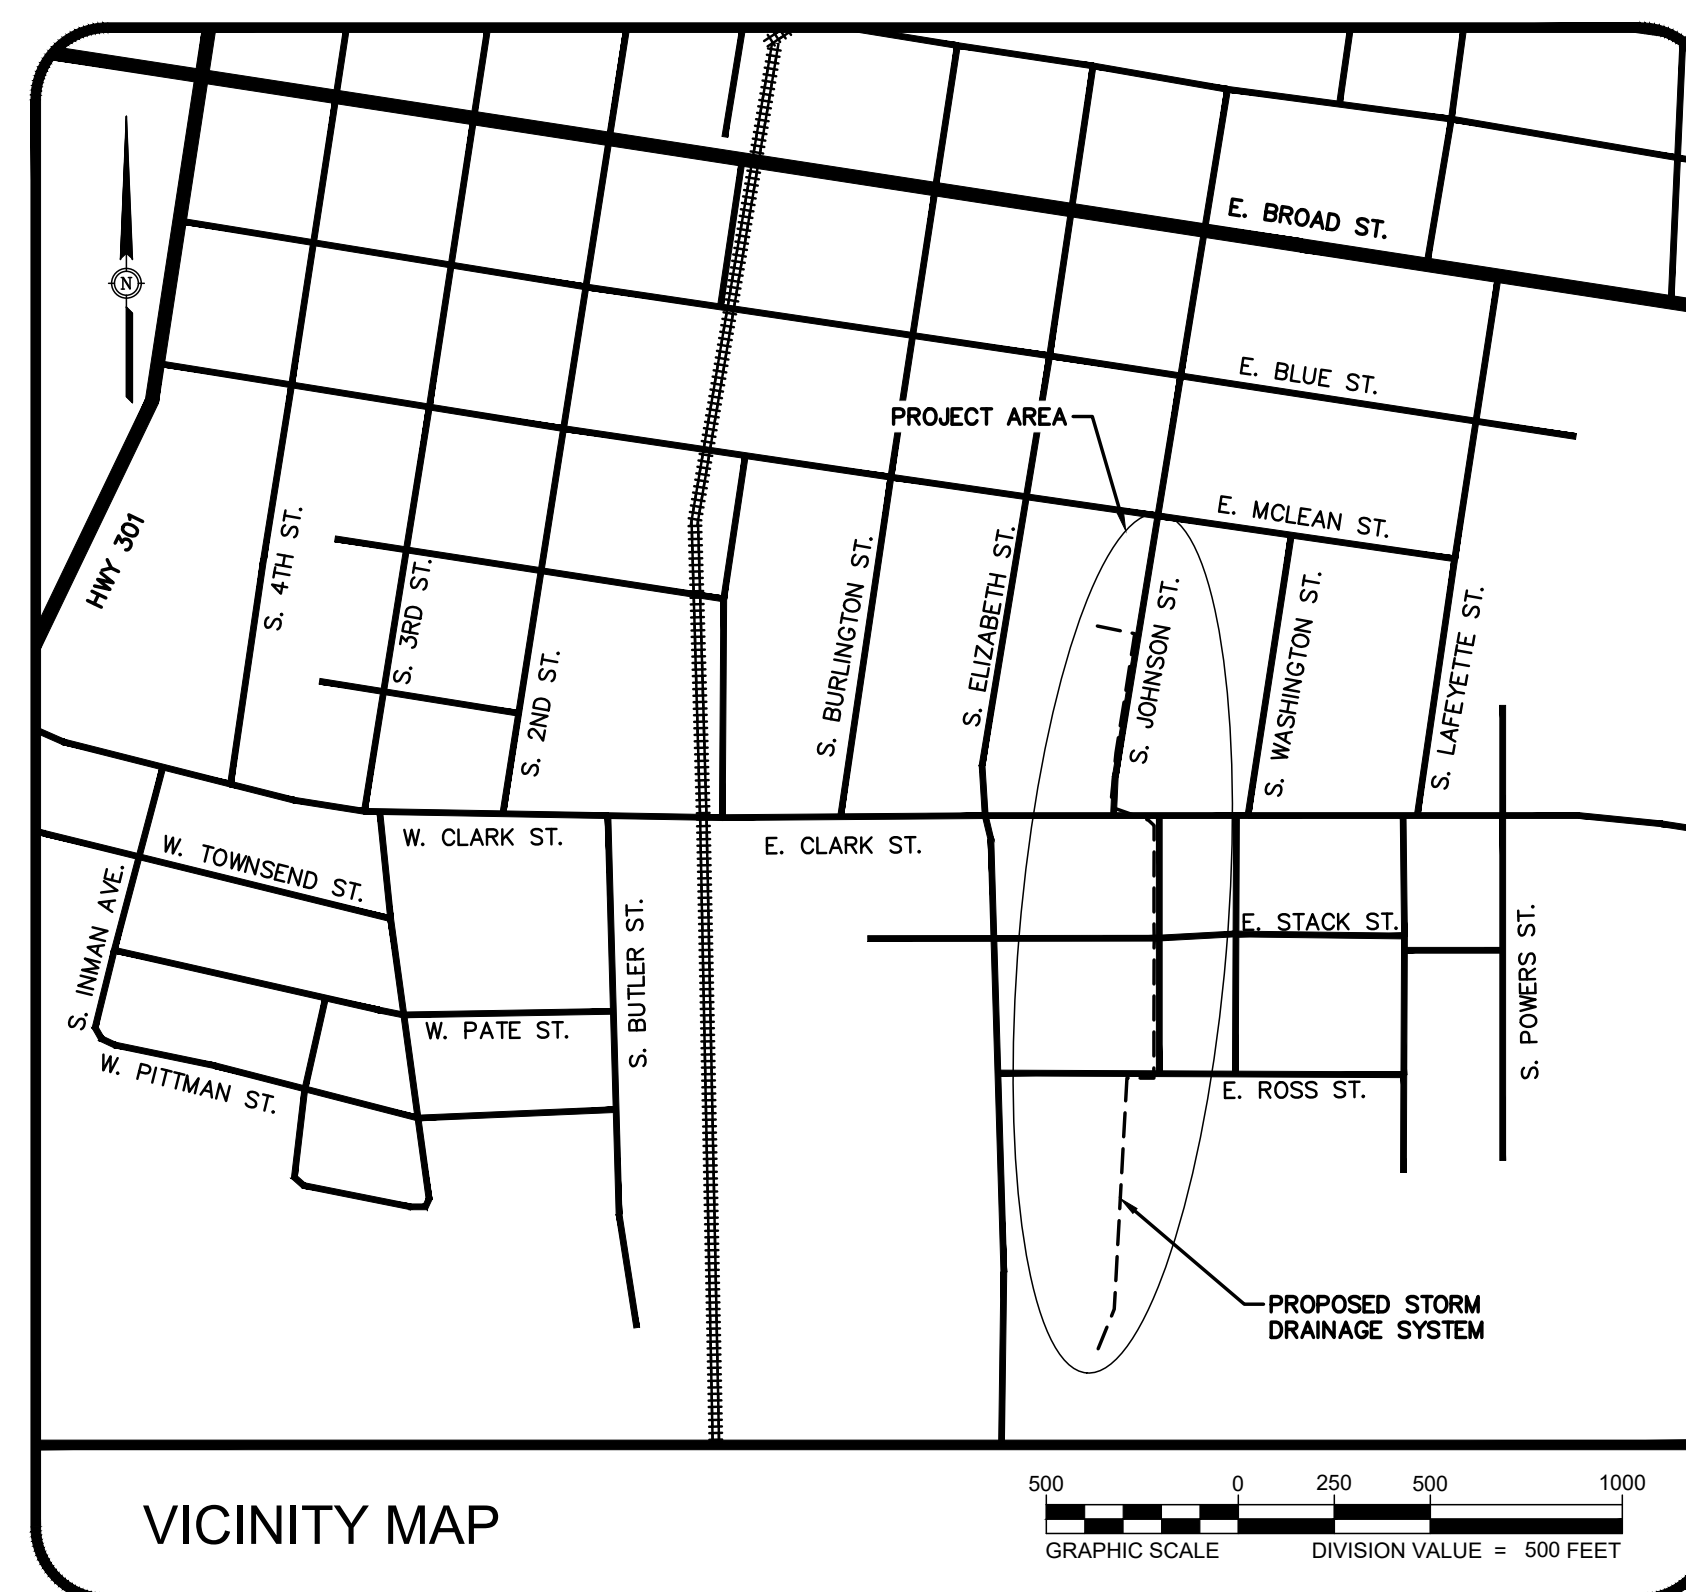 N
E. BROAD ST.
E. BLUE ST.
PROJECT AREA
E. MCLEAN ST.
HWY 301
S. 4TH ST.
S. 3RD ST.
S. 2ND ST.
S. BURLINGTON ST.
S. ELIZABETH ST.
S. JOHNSON ST.
S. WASHINGTON ST.
S. LAFEYETTE ST.
W. TOWNSEND ST.
W. CLARK ST.
E. CLARK ST.
S. INMAN AVE.
S. BUTLER ST.
E. STACK ST.
S. POWERS ST.
W. PATE ST.
W. PITTMAN ST.
E. ROSS ST.
PROPOSED STORM
DRAINAGE SYSTEM
VICINITY MAP
500 0 250 500 1000
GRAPHIC SCALE DIVISION VALUE = 500 FEET